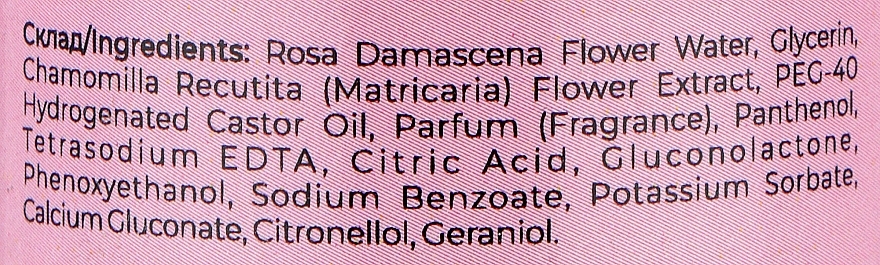 Склад/Ingredients: Rosa Damascena Flower Water, Glycerin,
Chamomilla Recutita (Matricaria) Flower Extract, PEG-40
Hydrogenated Castor Oil, Parfum (Fragrance), Panthenol,
Tetrasodium EDTA, Citric Acid, Gluconolactone,
Phenoxyethanol, Sodium Benzoate, Potassium Sorbate,
Calcium Gluconate, Citronellol, Geraniol.